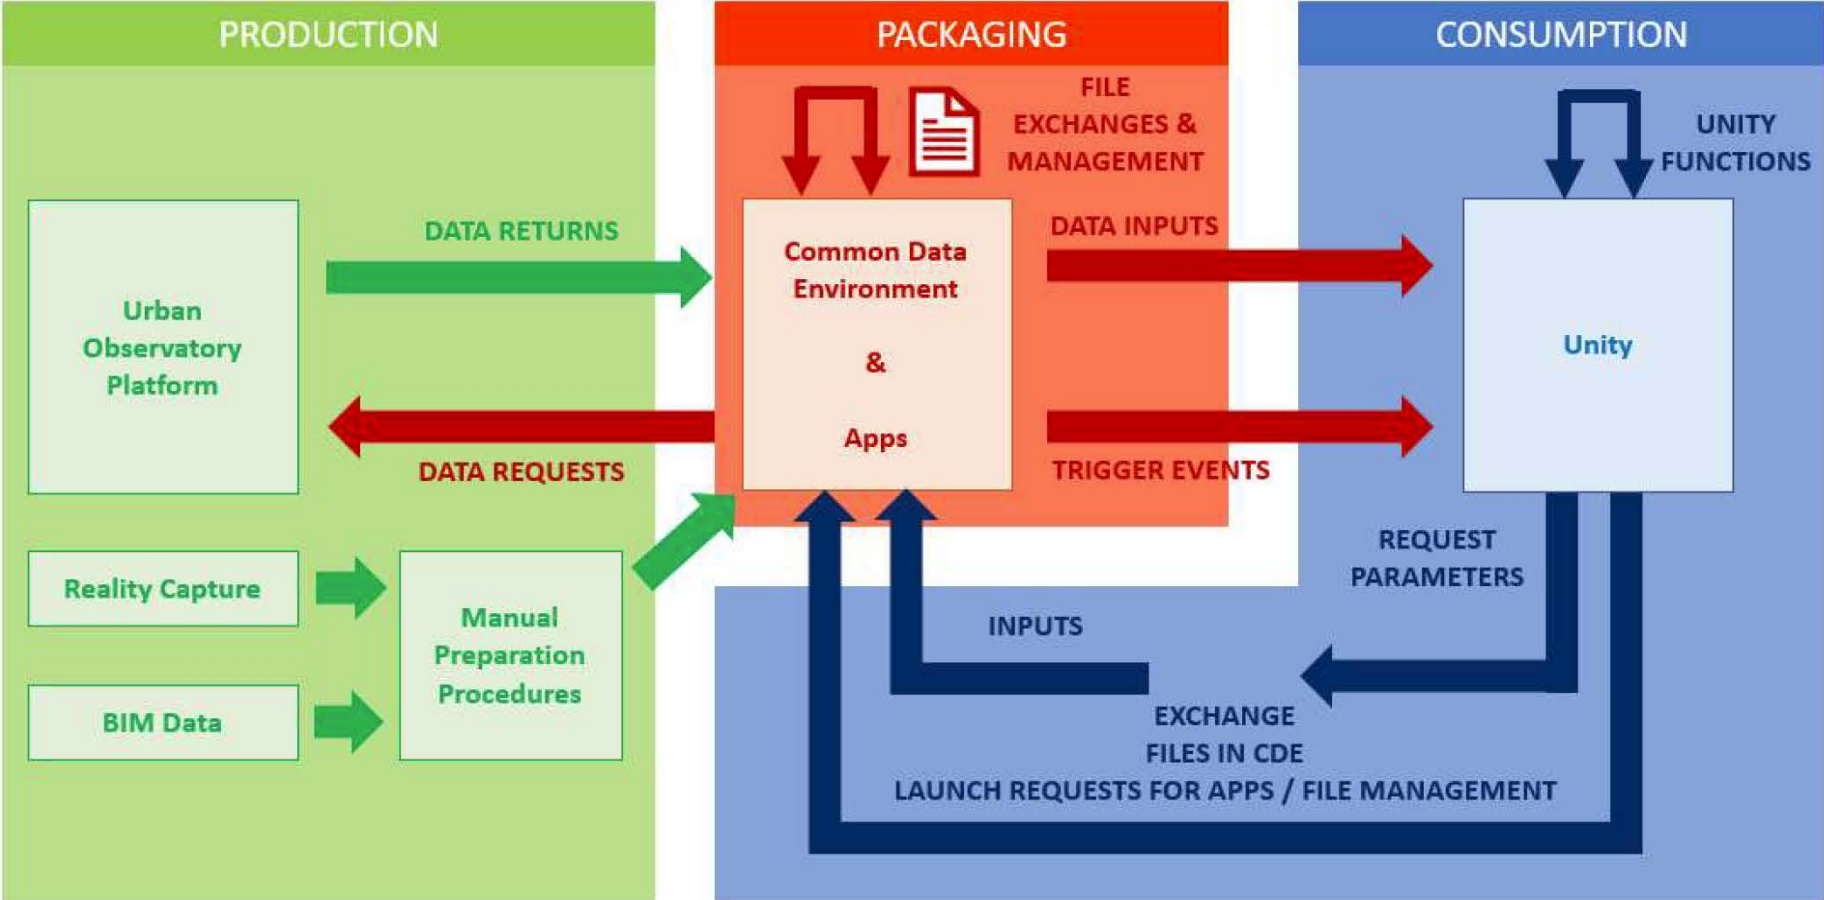 PRODUCTION
PACKAGING
CONSUMPTION
FILE
EXCHANGES &
MANAGEMENT
UNITY
FUNCTIONS
DATA RETURNS
DATA INPUTS
Urban
Observatory
Platform
Common Data
Environment
&
Apps
Unity
DATA REQUESTS
TRIGGER EVENTS
REQUEST
PARAMETERS
Reality Capture
Manual
Preparation
Procedures
BIM Data
INPUTS
EXCHANGE
FILES IN CDE
LAUNCH REQUESTS FOR APPS / FILE MANAGEMENT